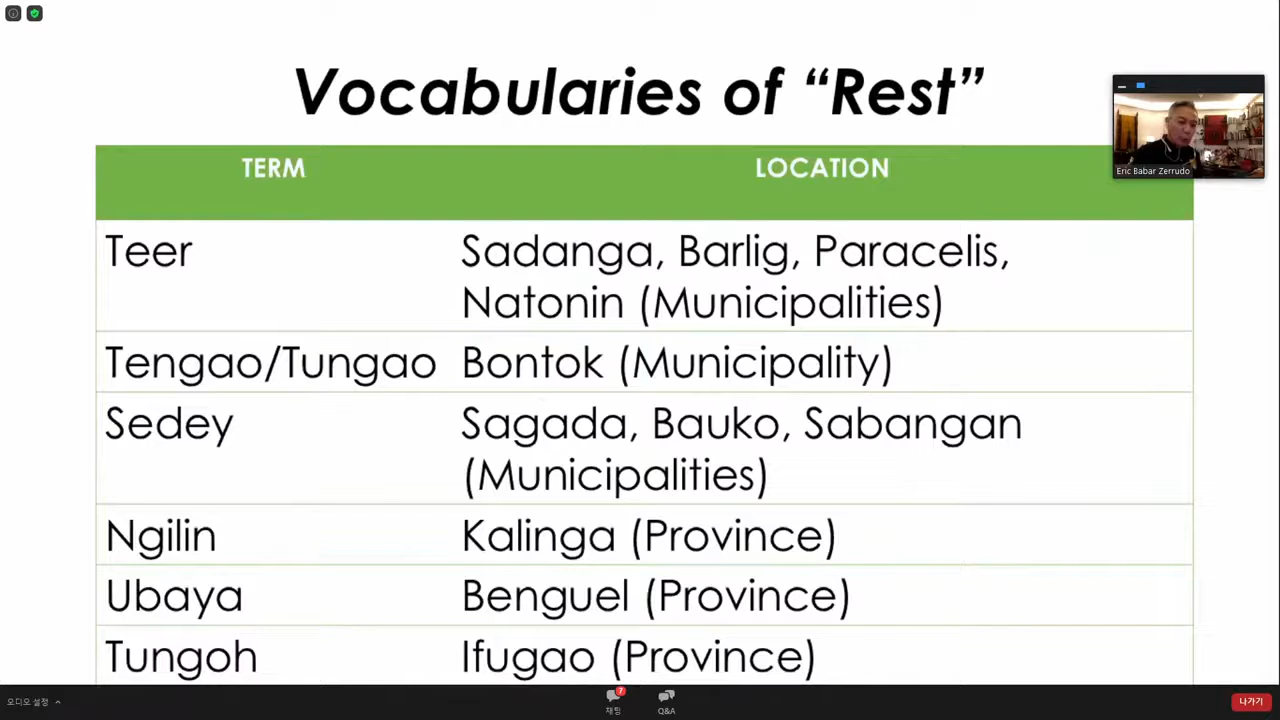 Vocabularies of “Rest”
TERM LOCATION
Eric Babar Zerrudo
Teer Sadanga, Barlig, Paracelis,
Natonin (Municipalities)
Tengao/Tungao Bontok (Municipality)
Sedey Sagada, Bauko, Sabangan
(Municipalities)
Ngilin Kalinga (Province)
Ubaya Benguel (Province)
Tungoh Ifugao (Province)
오디오 설정
7
채팅
Q&A
나가기